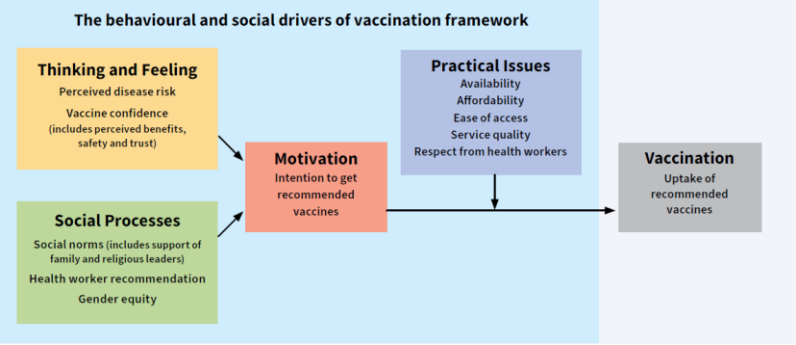 The behavioural and social drivers of vaccination framework
Thinking and Feeling
Perceived disease risk
Vaccine confidence
(includes perceived benefits,
safety and trust)
Social Processes
Social norms (includes support of
family and religious leaders)
Health worker recommendation
Gender equity
Motivation
Intention to get
recommended
vaccines
Practical Issues
Availability
Affordability
Ease of access
Service quality
Respect from health workers
Vaccination
Uptake of
recommended
vaccines